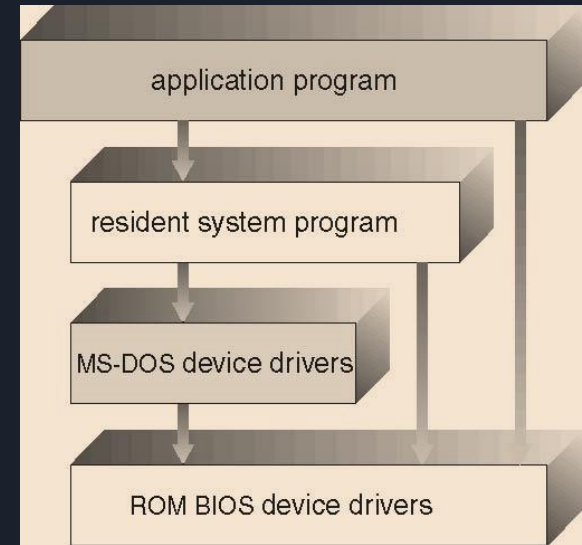 application program
resident system program
MS-DOS device drivers
ROM BIOS device drivers